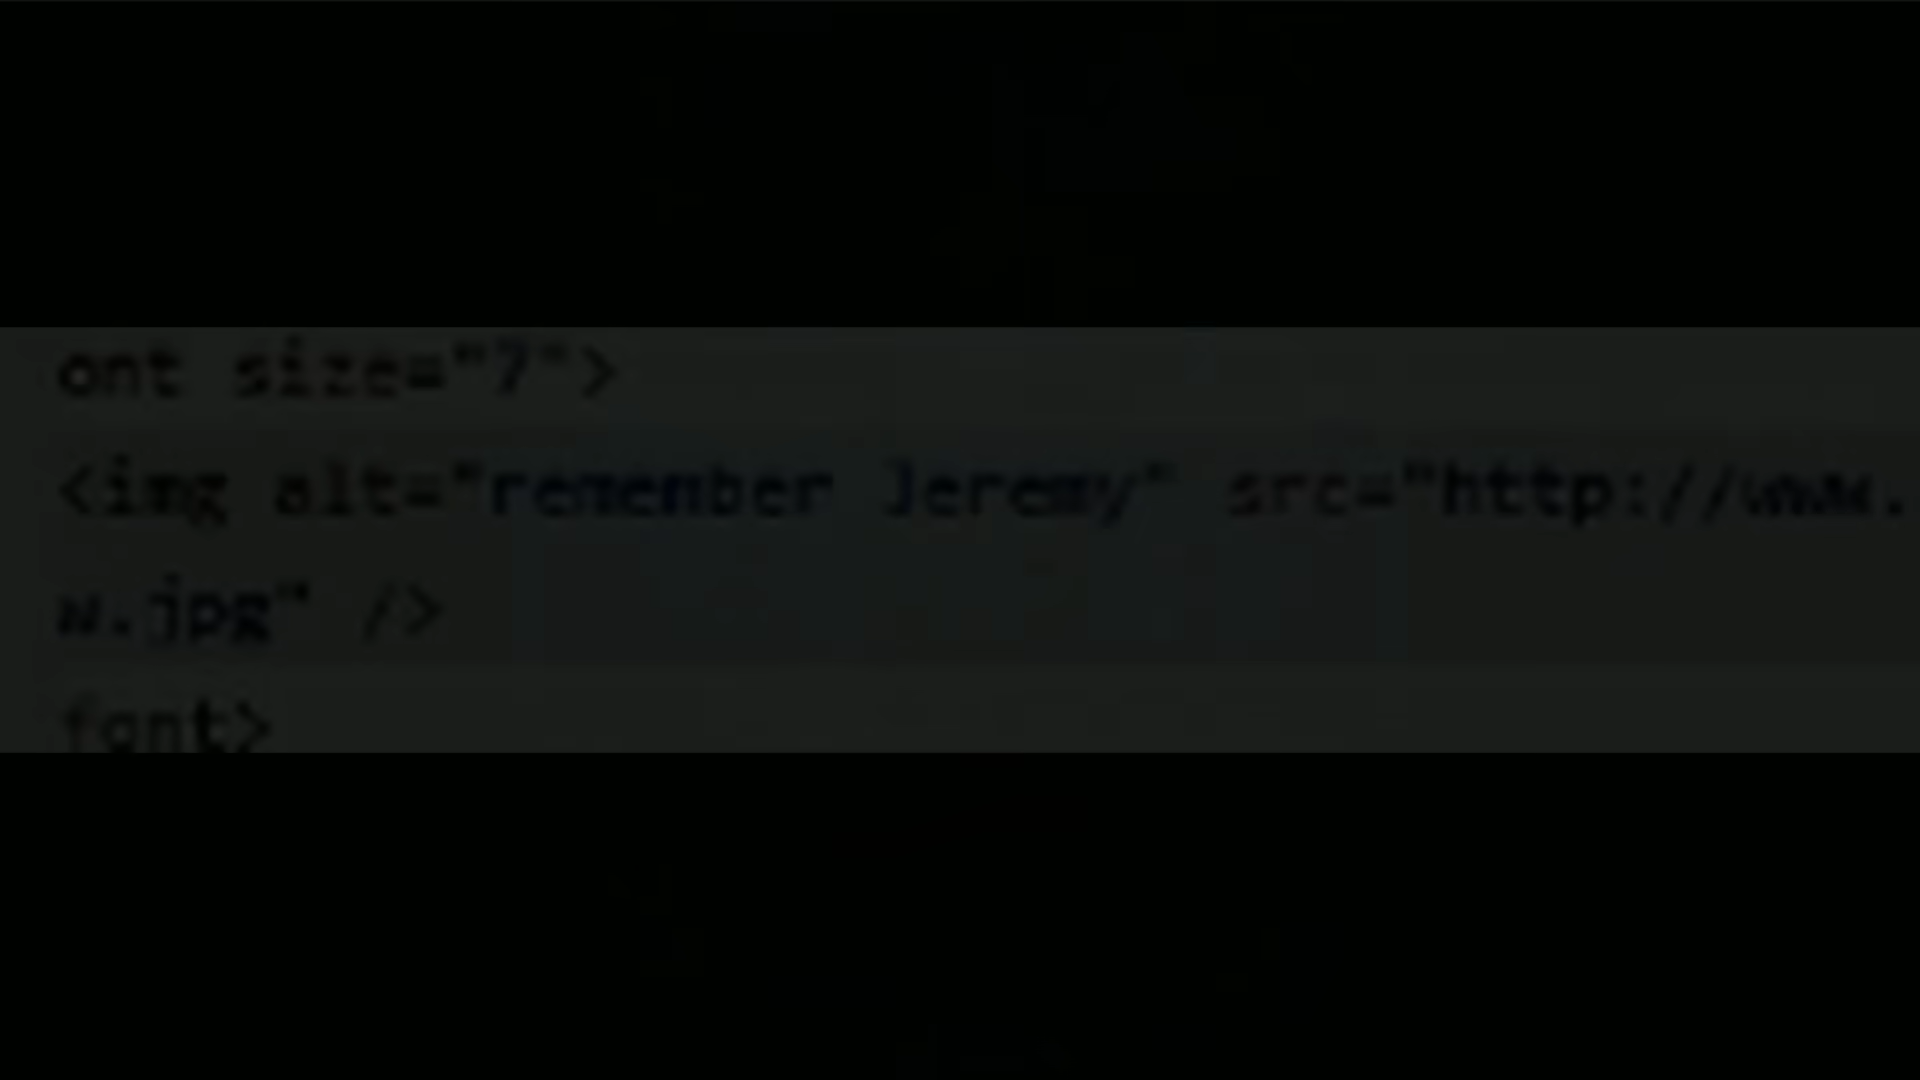 ont size="7">
<img alt="remember Jeremy" src="http://www.
w.jpg" />
font>